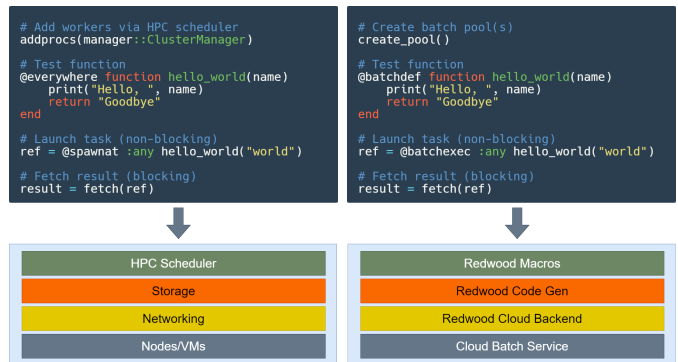 # Add workers via HPC scheduler
addprocs(manager::ClusterManager)
# Test function
@everywhere function hello_world(name)
    print("Hello, ", name)
    return "Goodbye"
end
# Launch task (non-blocking)
ref = @spawnat :any hello_world("world")
# Fetch result (blocking)
result = fetch(ref)
HPC Scheduler
Storage
Networking
Nodes/VMs
# Create batch pool(s)
create_pool()
# Test function
@batchdef function hello_world(name)
    print("Hello, ", name)
    return "Goodbye"
end
# Launch task (non-blocking)
ref = @batchexec :any hello_world("world")
# Fetch result (blocking)
result = fetch(ref)
Redwood Macros
Redwood Code Gen
Redwood Cloud Backend
Cloud Batch Service